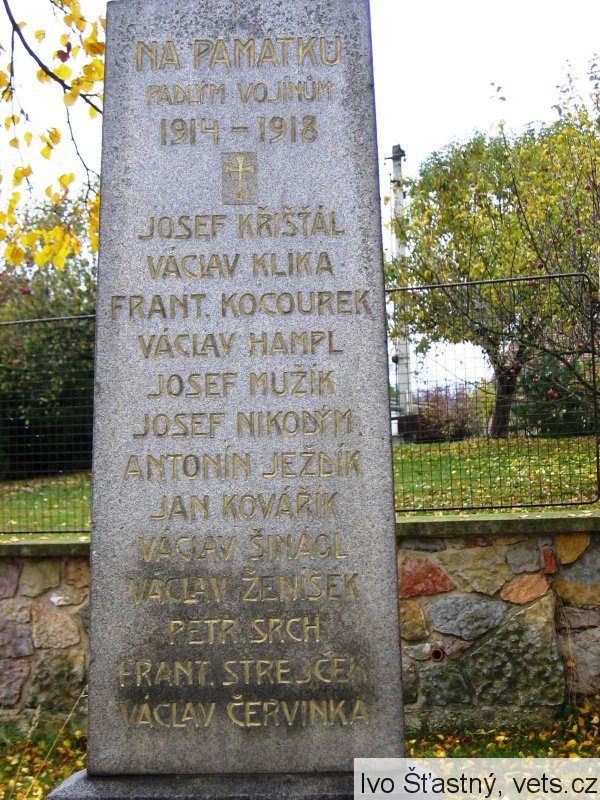 NA PAMÁTKU
PADLÝM VOJÍNŮM
1914 - 1918
JOSEF KŘIŠŤÁL
VÁCLAV KLIKA
FRANT. KOCOUREK
VÁCLAV HAMPL
JOSEF MUŽÍK
JOSEF NIKODÝM
ANTONÍN JEŽDÍK
JAN KOVÁŘÍK
VÁCLAV ŠINÁGL
VÁCLAV ŽENÍŠEK
PETR SRCH
FRANT. STREJČEK
VÁCLAV ČERVINKA
Ivo Šťastný, vets.cz